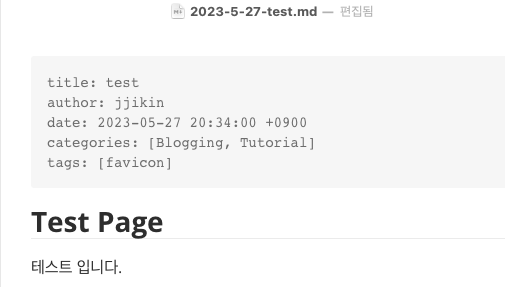 2023-5-27-test.md — 편집됨
title: test
author: jjikin
date: 2023-05-27 20:34:00 +0900
categories: [Blogging, Tutorial]
tags: [favicon]
Test Page
테스트 입니다.